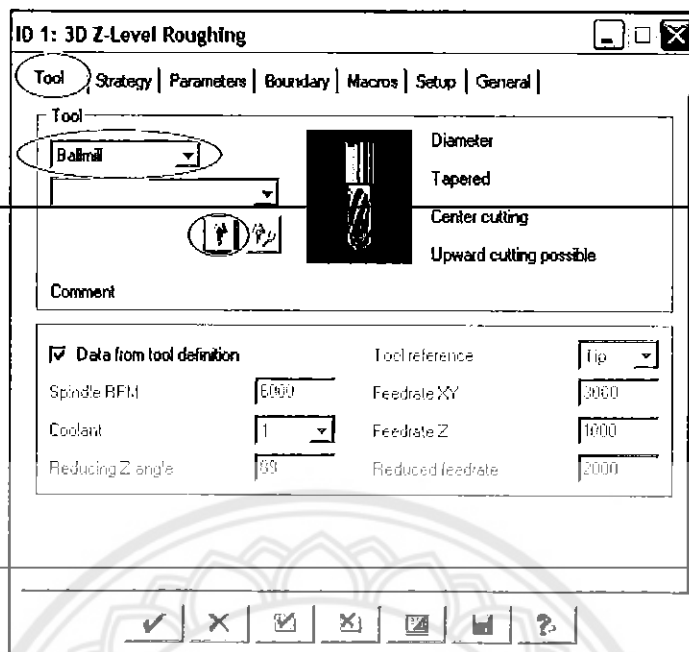 ID 1: 3D Z-Level Roughing
Tool Strategy Parameters Boundary Macros Setup General
Tool
Ballmill
Diameter
Tapered
Center cutting
Upward cutting possible
Comment
Data from tool definition
Tool reference Tip
Spindle RPM 6000 Feedrate XY 3000
Coolant 1 Feedrate Z 1000
Reducing Z angle Reduced feedrate 2000